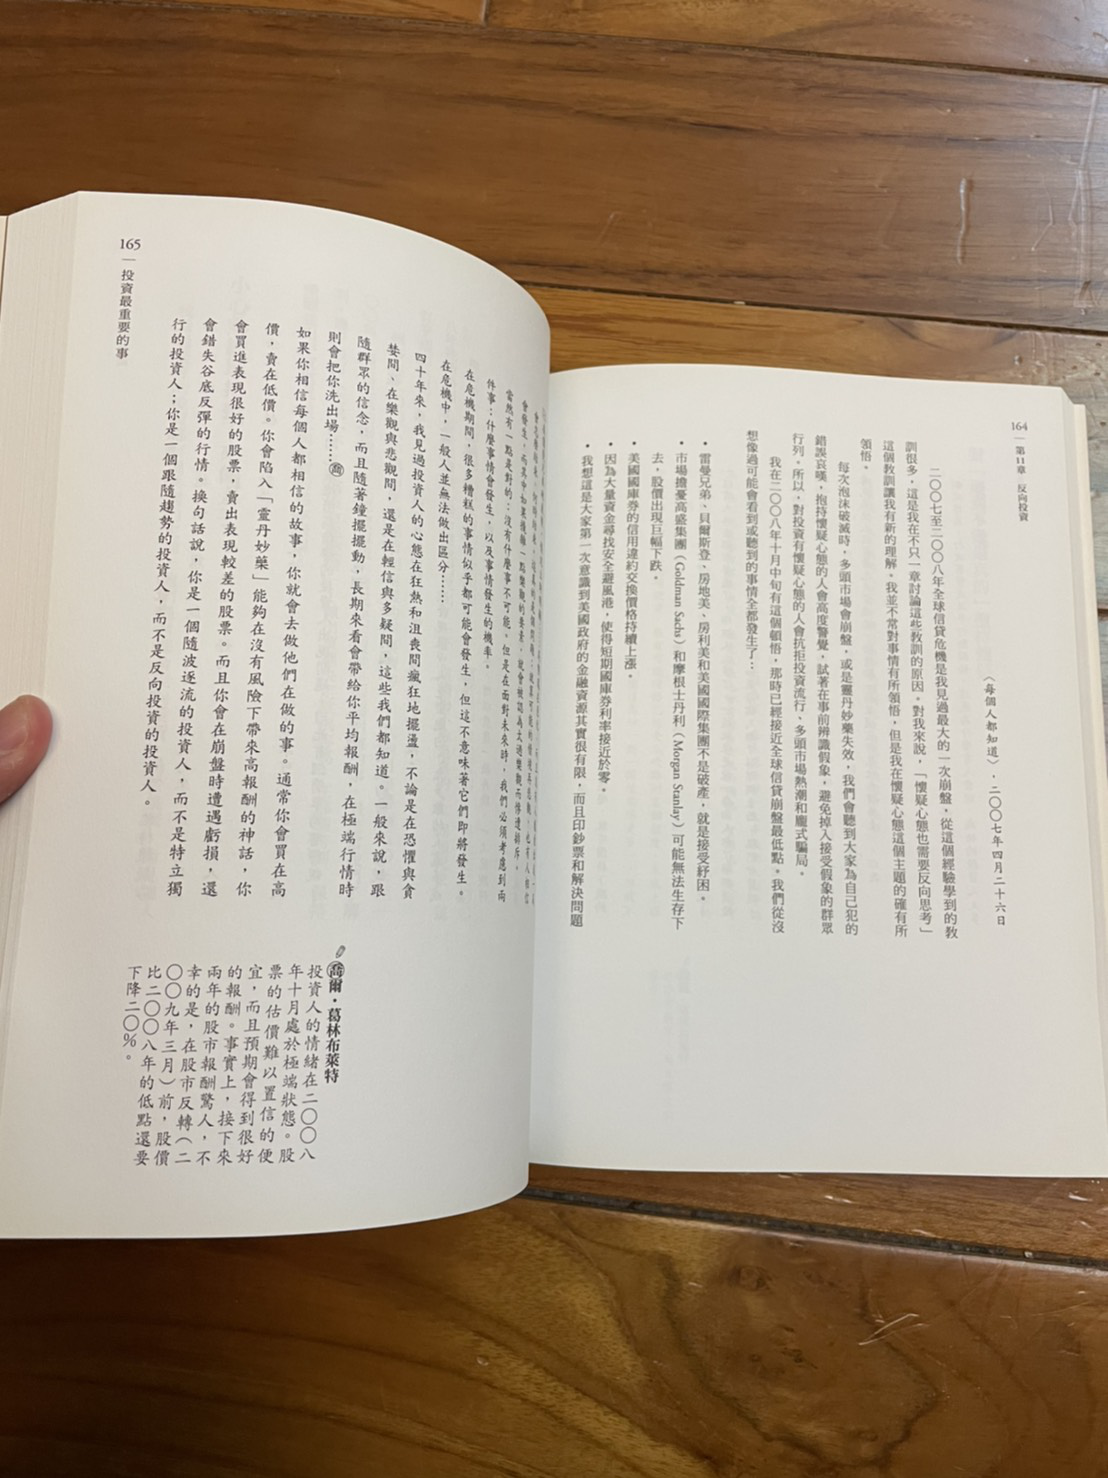 164 | 第11章 反向投資
〈每個人都知道〉，二〇〇七年四月二十六日
二〇〇七至二〇〇八年全球信貸危機是我見過最大的一次崩盤，從這個經驗學到的教
訓很多，這是我在不只一章討論這些教訓的原因。對我來說，「懷疑心態也需要反向思考」
這個教訓讓我有新的理解。我並不常對事情有所領悟，但是我在懷疑心態這個主題的確有所
領悟。
每次泡沫破滅時，多頭市場會崩盤，或是靈丹妙藥失效，我們會聽到大家為自己犯的
錯誤哀嘆，抱持懷疑心態的人會高度警覺，試著在事前辨識假象，避免掉入接受假象的群眾
行列。所以，對投資有懷疑心態的人會抗拒投資流行、多頭市場熱潮和龐式騙局。
我在二〇〇八年十月中旬有這個頓悟，那時已經接近全球信貸崩盤最低點。我們從沒
想像過可能會看到或聽到的事情全都發生了：
• 雷曼兄弟、貝爾斯登、房地美、房利美和美國國際集團不是破產，就是接受紓困。
• 市場擔憂高盛集團（Goldman Sachs）和摩根士丹利（Morgan Stanlay）可能無法生存下
去，股價出現巨幅下跌。
• 美國國庫券的信用違約交換價格持續上漲。
• 因為大量資金尋找安全避風港，使得短期國庫券利率接近於零。
• 我想這是大家第一次意識到美國政府的金融資源其實很有限，而且印鈔票和解決問題
165 | 投資最重要的事
當然有一點是對的：沒有什麼事不可能。但是在面對未來時，我們必須考慮到兩
件事：什麼事情會發生，以及事情發生的機率。
在危機期間，很多糟糕的事情似乎都可能會發生，但這不意味著它們即將發生。
在危機中，一般人並無法做出區分……
四十年來，我見過投資人的心態在狂熱和沮喪間瘋狂地擺盪，不論是在恐懼與貪
婪間、在樂觀與悲觀間，還是在輕信與多疑間，這些我們都知道。一般來說，跟
隨群眾的信念，而且隨著鐘擺擺動，長期來看會帶給你平均報酬，在極端行情時
則會把你洗出場……喬
如果你相信每個人都相信的故事，你就會去做他們在做的事。通常你會買在高
價，賣在低價。你會陷入「靈丹妙藥」能夠在沒有風險下帶來高報酬的神話，你
會買進表現很好的股票，賣出表現較差的股票。而且你會在崩盤時遭遇虧損，還
會錯失谷底反彈的行情。換句話說，你是一個隨波逐流的投資人，而不是特立獨
行的投資人；你是一個跟隨趨勢的投資人，而不是反向投資的投資人。
喬爾・葛林布萊特
投資人的情緒在二〇〇八
年十月處於極端狀態。股
票的估價難以置信的便
宜，而且預期會得到很好
的報酬。事實上，接下來
兩年的股市報酬驚人，不
幸的是，在股市反轉（二
〇〇九年三月）前，股價
比二〇〇八年的低點還要
下降二〇％。